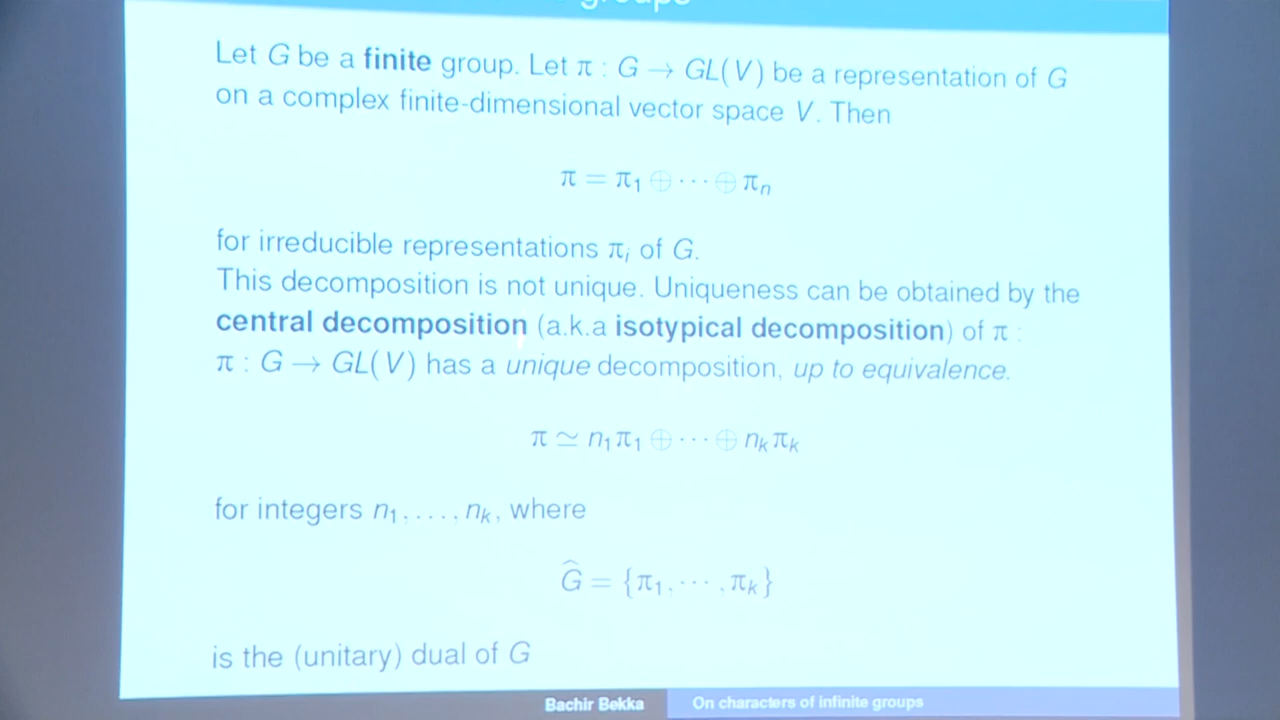 groups
Let G be a finite group. Let π : G → GL(V) be a representation of G
on a complex finite-dimensional vector space V. Then
π = π₁ ⊕ ··· ⊕ πₙ
for irreducible representations πᵢ of G.
This decomposition is not unique. Uniqueness can be obtained by the
central decomposition (a.k.a isotypical decomposition) of π :
π : G → GL(V) has a unique decomposition, up to equivalence.
π ≃ n₁π₁ ⊕ ··· ⊕ nₖπₖ
for integers n₁, . . . , nₖ, where
Ĝ = {π₁, ··· , πₖ}
is the (unitary) dual of G
Bachir Bekka
On characters of infinite groups